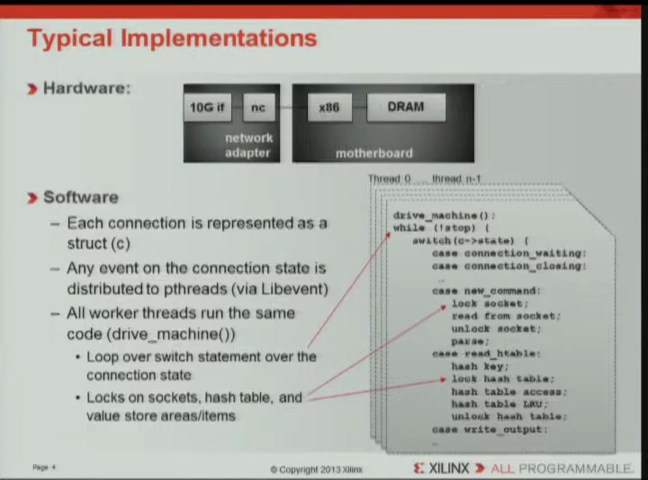 Typical Implementations
Hardware:
10G if
nc
x86
DRAM
network
adapter
motherboard
Software
– Each connection is represented as a
struct (c)
– Any event on the connection state is
distributed to pthreads (via Libevent)
– All worker threads run the same
code (drive_machine())
• Loop over switch statement over the
connection state
• Locks on sockets, hash table, and
value store areas/items
Thread 0 ... thread n-1
drive_machine();
while (!stop) {
switch(c->state) {
case connection_waiting:
case connection_closing:
…
case new_command:
lock socket;
read from socket;
unlock socket;
parse;
case read_htable:
hash key;
lock hash table;
hash table access;
hash table LRU;
unlock hash table;
case write_output:
…
Page 4
© Copyright 2013 Xilinx
XILINX ALL PROGRAMMABLE.